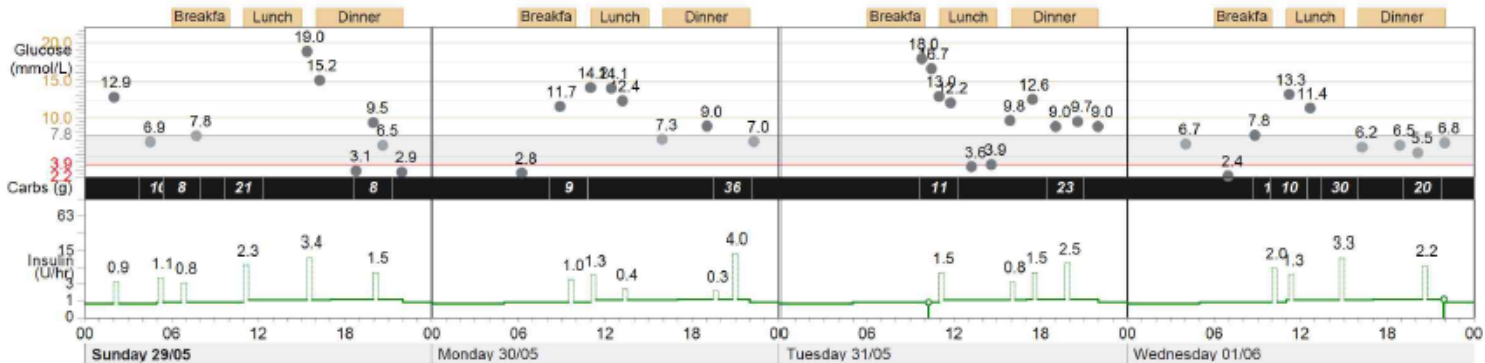 Breakfa Lunch Dinner Breakfa Lunch Dinner Breakfa Lunch Dinner Breakfa Lunch Dinner
Glucose
(mmol/L)
20.0
15.0
10.0
7.8
3.9
2.2
12.9 6.9 7.8 19.0 15.2 3.1 9.5 6.5 2.9
2.8 11.7 14.1 12.4 7.3 9.0 7.0
18.0 16.7 12.2 3.6 3.9 9.8 12.6 9.0 9.7 9.0
6.7 2.4 7.8 13.3 11.4 6.2 6.5 5.5 6.8
Carbs (g) 8 21 8 9 36 11 23 10 30 20
63
15
Insulin
(U/hr)
3
1
0
0.9 1.1 0.8 2.3 3.4 1.5 1.0 1.3 0.4 0.3 4.0 1.5 0.8 1.5 2.5 2.0 1.3 3.3 2.2
00 06 12 18 00 06 12 18 00 06 12 18 00 06 12 18 00
Sunday 29/05 Monday 30/05 Tuesday 31/05 Wednesday 01/06